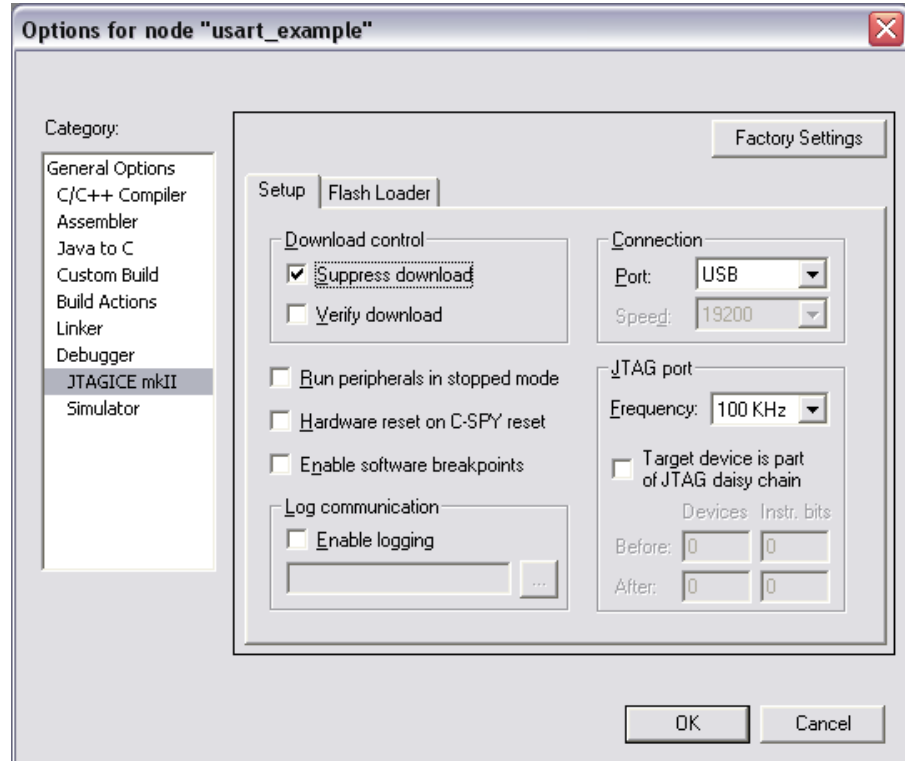 Options for node "usart_example"
Category:
General Options
C/C++ Compiler
Assembler
Java to C
Custom Build
Build Actions
Linker
Debugger
JTAGICE mkII
Simulator
Factory Settings
Setup
Flash Loader
Download control
Suppress download
Verify download
Run peripherals in stopped mode
Hardware reset on C-SPY reset
Enable software breakpoints
Log communication
Enable logging
...
Connection
Port: USB
Speed: 19200
JTAG port
Frequency: 100 KHz
Target device is part
of JTAG daisy chain
Devices Instr. bits
Before: 0 0
After: 0 0
OK
Cancel